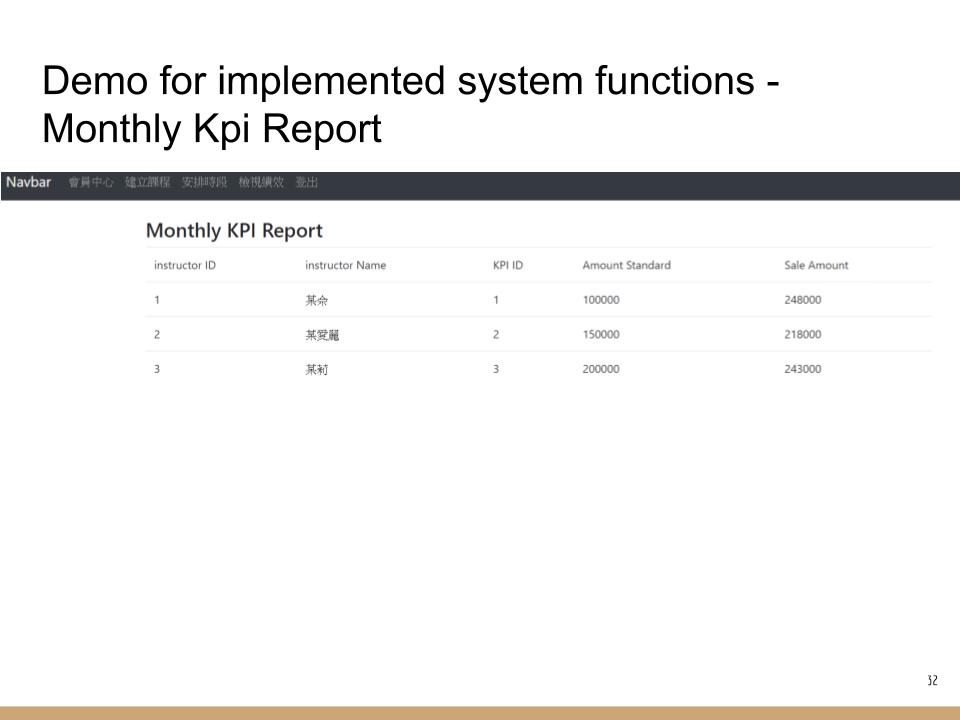 Demo for implemented system functions -
Monthly Kpi Report
Navbar 會員中心 建立課程 安排時段 檢視績效 登出
Monthly KPI Report
instructor ID instructor Name KPI ID Amount Standard Sale Amount
1 某命 1 100000 248000
2 某愛麗 2 150000 218000
3 某 3 200000 243000
32